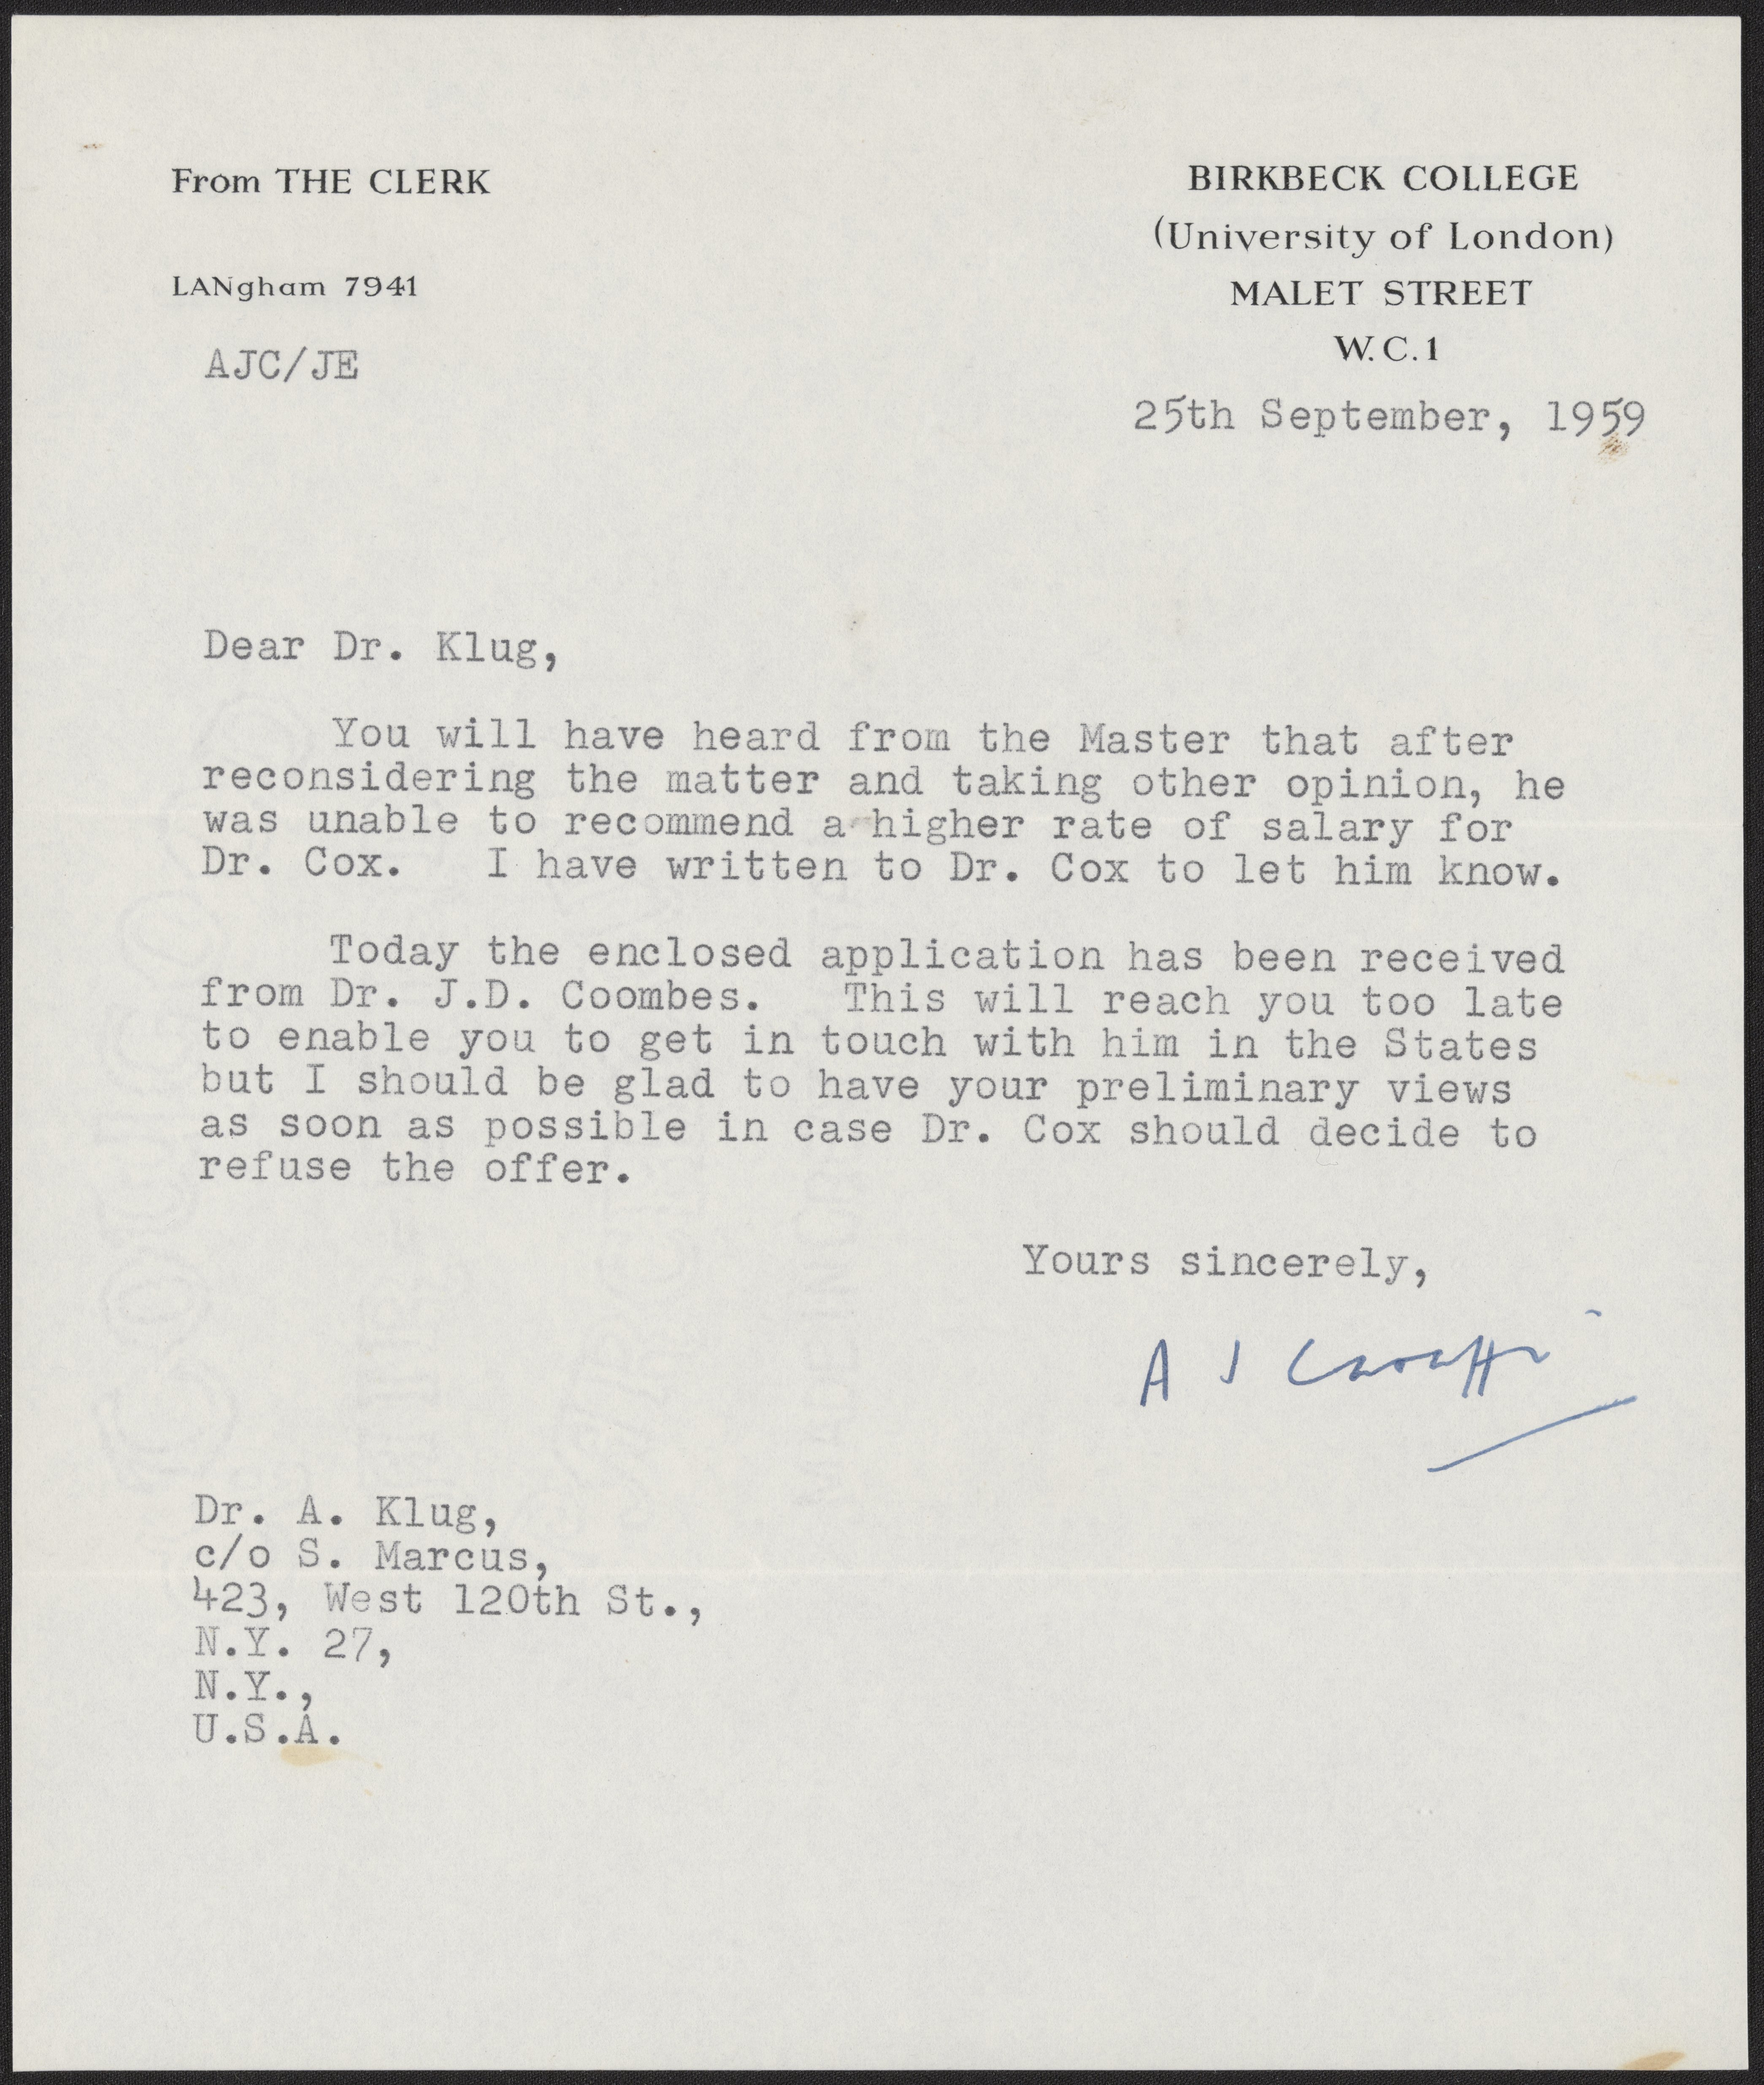 From THE CLERK
BIRKBECK COLLEGE
(University of London)
LANgham 7941
MALET STREET
W.C.1
AJC/JE
25th September, 1959
Dear Dr. Klug,
You will have heard from the Master that after
reconsidering the matter and taking other opinion, he
was unable to recommend a higher rate of salary for
Dr. Cox. I have written to Dr. Cox to let him know.
Today the enclosed application has been received
from Dr. J.D. Coombes. This will reach you too late
to enable you to get in touch with him in the States
but I should be glad to have your preliminary views
as soon as possible in case Dr. Cox should decide to
refuse the offer.
Yours sincerely,
A J
Dr. A. Klug,
c/o S. Marcus,
423, West 120th St.,
N.Y. 27,
N.Y.,
U.S.A.